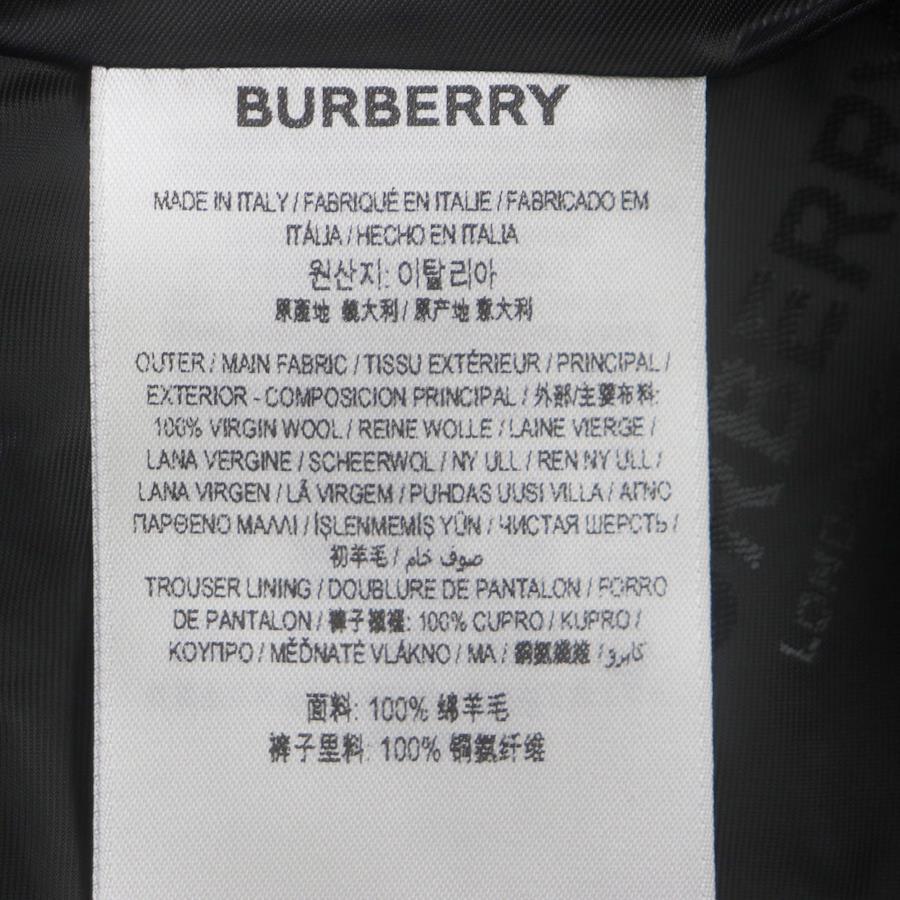 BURBERRY
MADE IN ITALY / FABRIQUÉ EN ITALIE / FABRICADO EM
ITÁLIA / HECHO EN ITALIA
원산지: 이탈리아
原產地 義大利 / 原产地 意大利
OUTER / MAIN FABRIC / TISSU EXTÉRIEUR / PRINCIPAL /
EXTERIOR - COMPOSICION PRINCIPAL / 外部/主要布料:
100% VIRGIN WOOL / REINE WOLLE / LAINE VIERGE /
LANA VERGINE / SCHEERWOL / NY ULL / REN NY ULL /
LANA VIRGEN / LÃ VIRGEM / PUHDAS UUSI VILLA / ΑΓΝΟ
ΠΑΡΘΕΝΟ ΜΑΛΛΙ / İŞLENMEMİŞ YÜN / ЧИСТАЯ ШЕРСТЬ /
初羊毛 / صوف خام
TROUSER LINING / DOUBLURE DE PANTALON / FORRO
DE PANTALON / 褲子襯裡: 100% CUPRO / KUPRO /
ΚΟΥΠΡΟ / MĚĎNATÉ VLÁKNO / MA / 銅氨纖維 / كابرو
面料: 100% 绵羊毛
裤子里料: 100% 铜氨纤维
BURBERRY
LOND